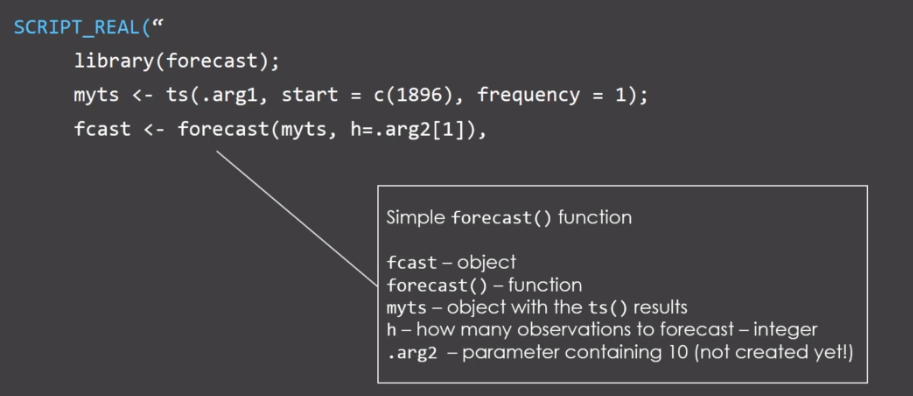 SCRIPT_REAL(“
library(forecast);
myts <- ts(.arg1, start = c(1896), frequency = 1);
fcast <- forecast(myts, h=.arg2[1]),
Simple forecast() function
fcast – object
forecast() – function
myts – object with the ts() results
h – how many observations to forecast – integer
.arg2 – parameter containing 10 (not created yet!)